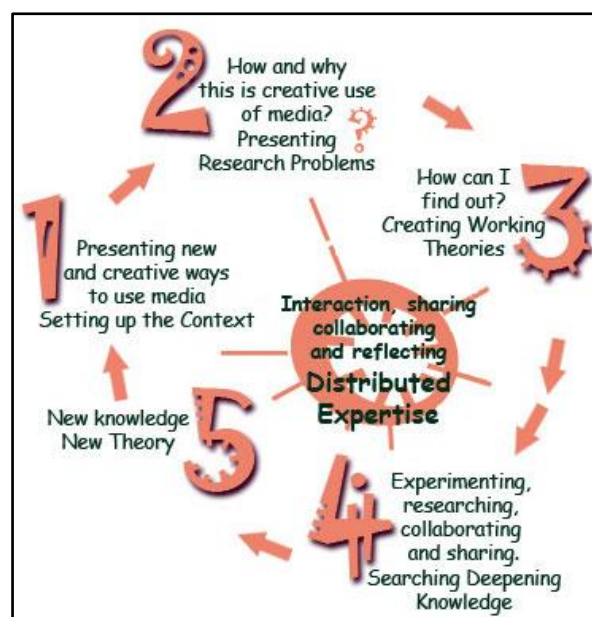 1
Presenting new
and creative ways
to use media
Setting up the Context
2
How and why
this is creative use
of media?
Presenting ?
Research Problems
3
How can I
find out?
Creating Working
Theories
Interaction, sharing
collaborating
and reflecting
Distributed
Expertise
4
Experimenting,
researching,
collaborating
and sharing.
Searching Deepening
Knowledge
5
New knowledge
New Theory